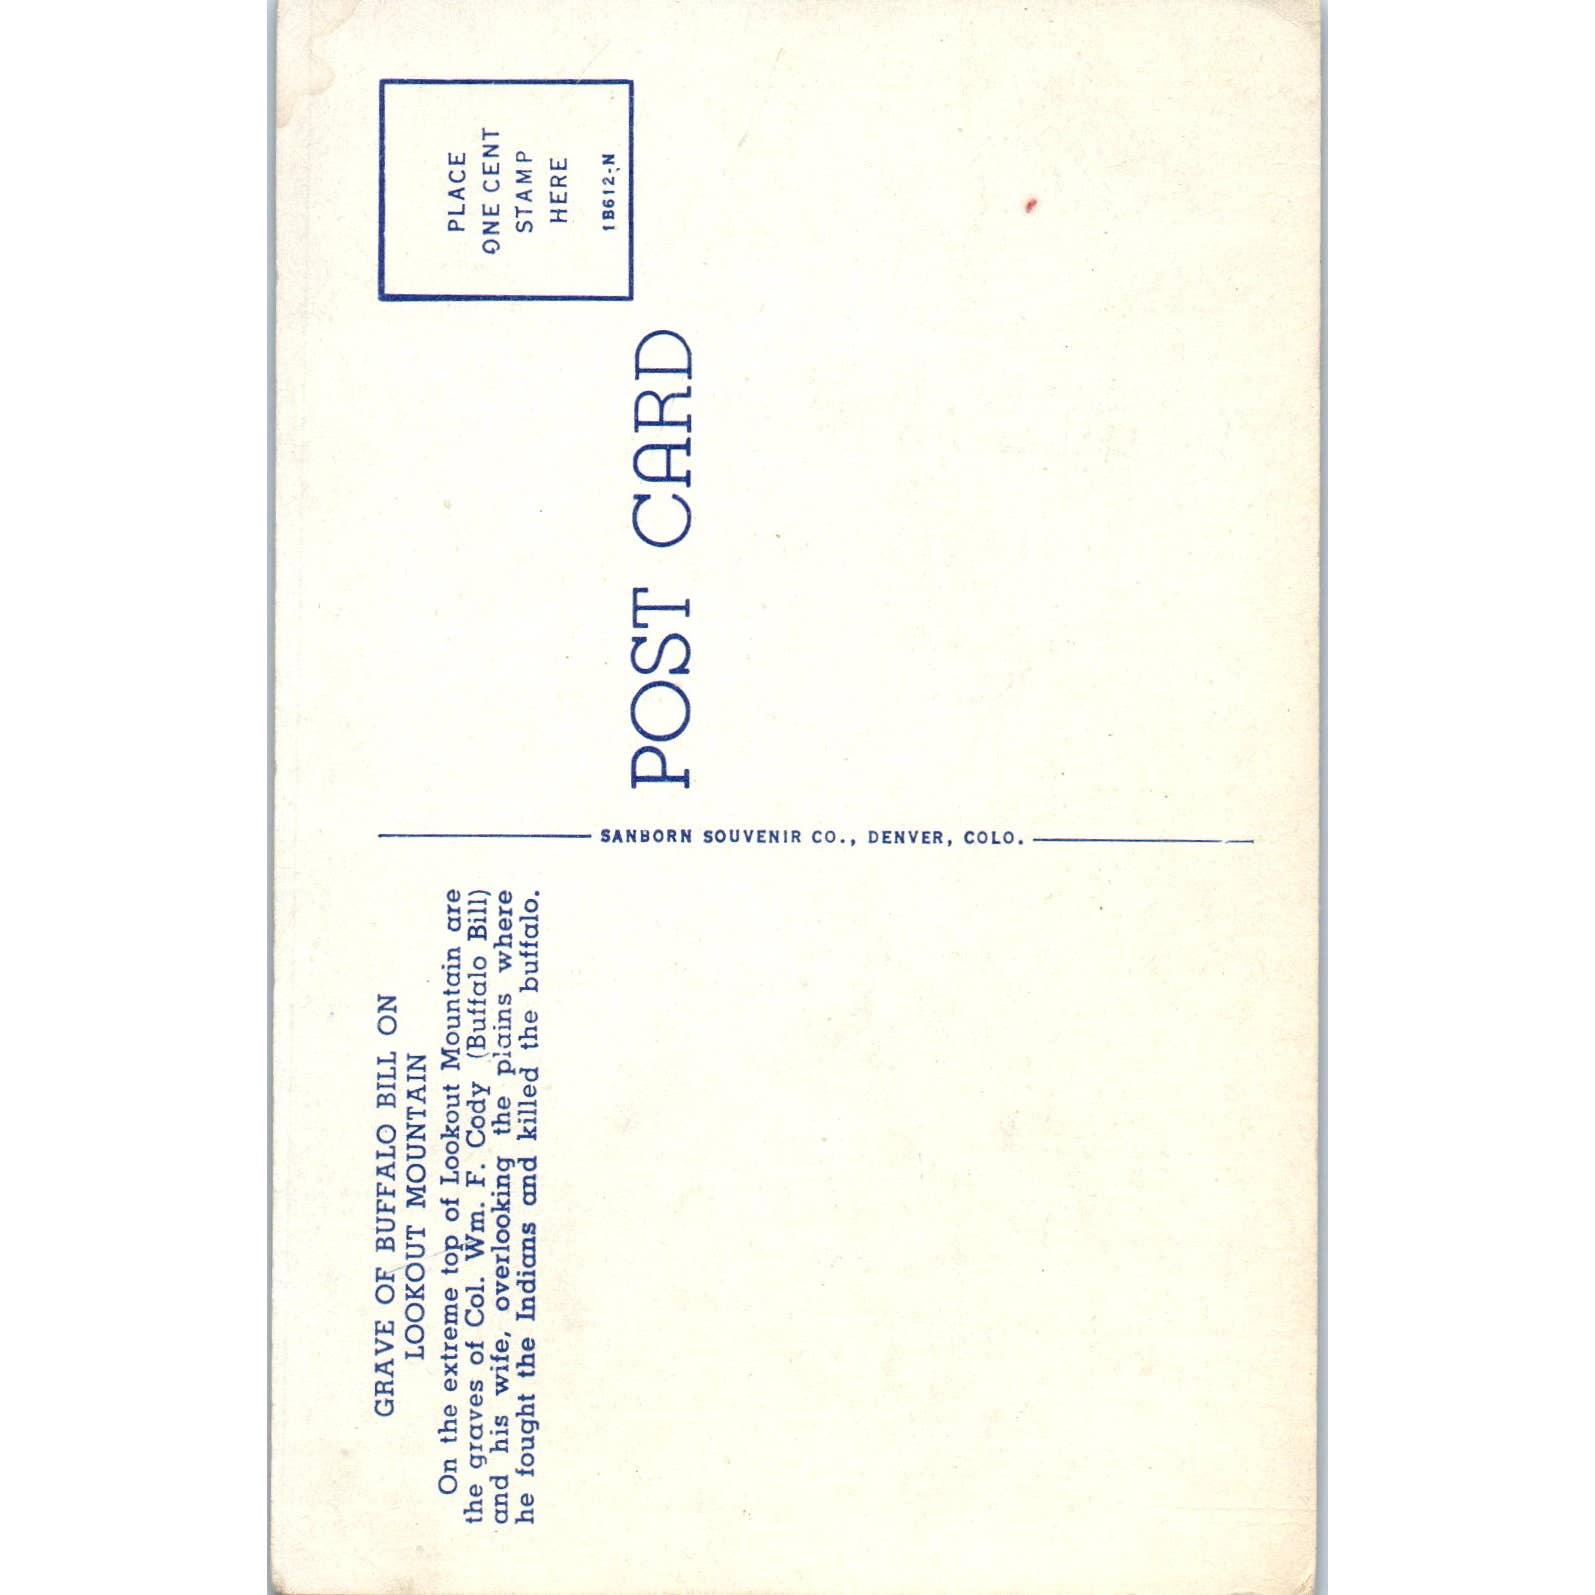 GRAVE OF BUFFALO BILL ON
LOOKOUT MOUNTAIN
On the extreme top of Lookout Mountain are
the graves of Col. Wm. F. Cody (Buffalo Bill)
and his wife, overlooking the plains where
he fought the Indians and killed the buffalo.
SANBORN SOUVENIR CO., DENVER, COLO.
POST CARD
PLACE
ONE CENT
STAMP
HERE
1B612-N